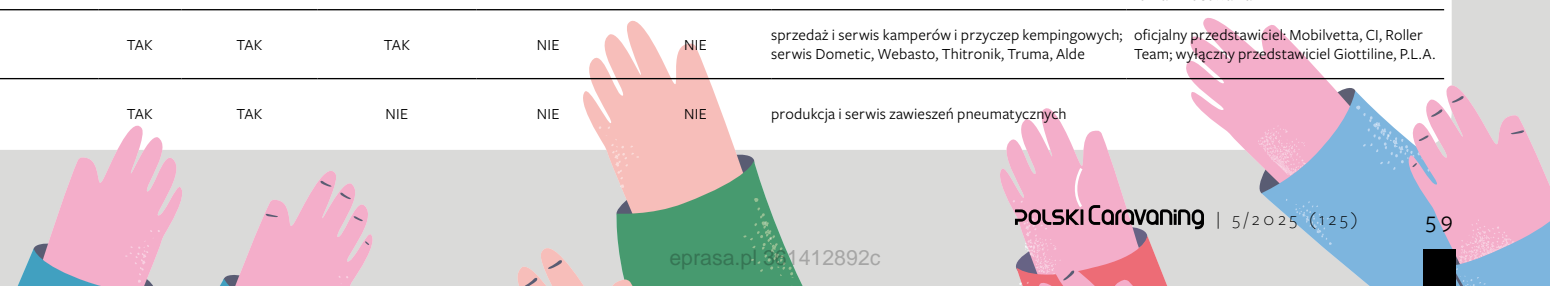 TAK TAK TAK NIE NIE sprzedaż i serwis kamperów i przyczep kempingowych; oficjalny przedstawiciel: Mobilvetta, CI, Roller
serwis Dometic, Webasto, Thitronik, Truma, Alde Team; wyłączny przedstawiciel Giottiline, P.L.A.
TAK TAK NIE NIE NIE produkcja i serwis zawieszeń pneumatycznych
POLSKI Caravaning | 5/2025 (125) 59